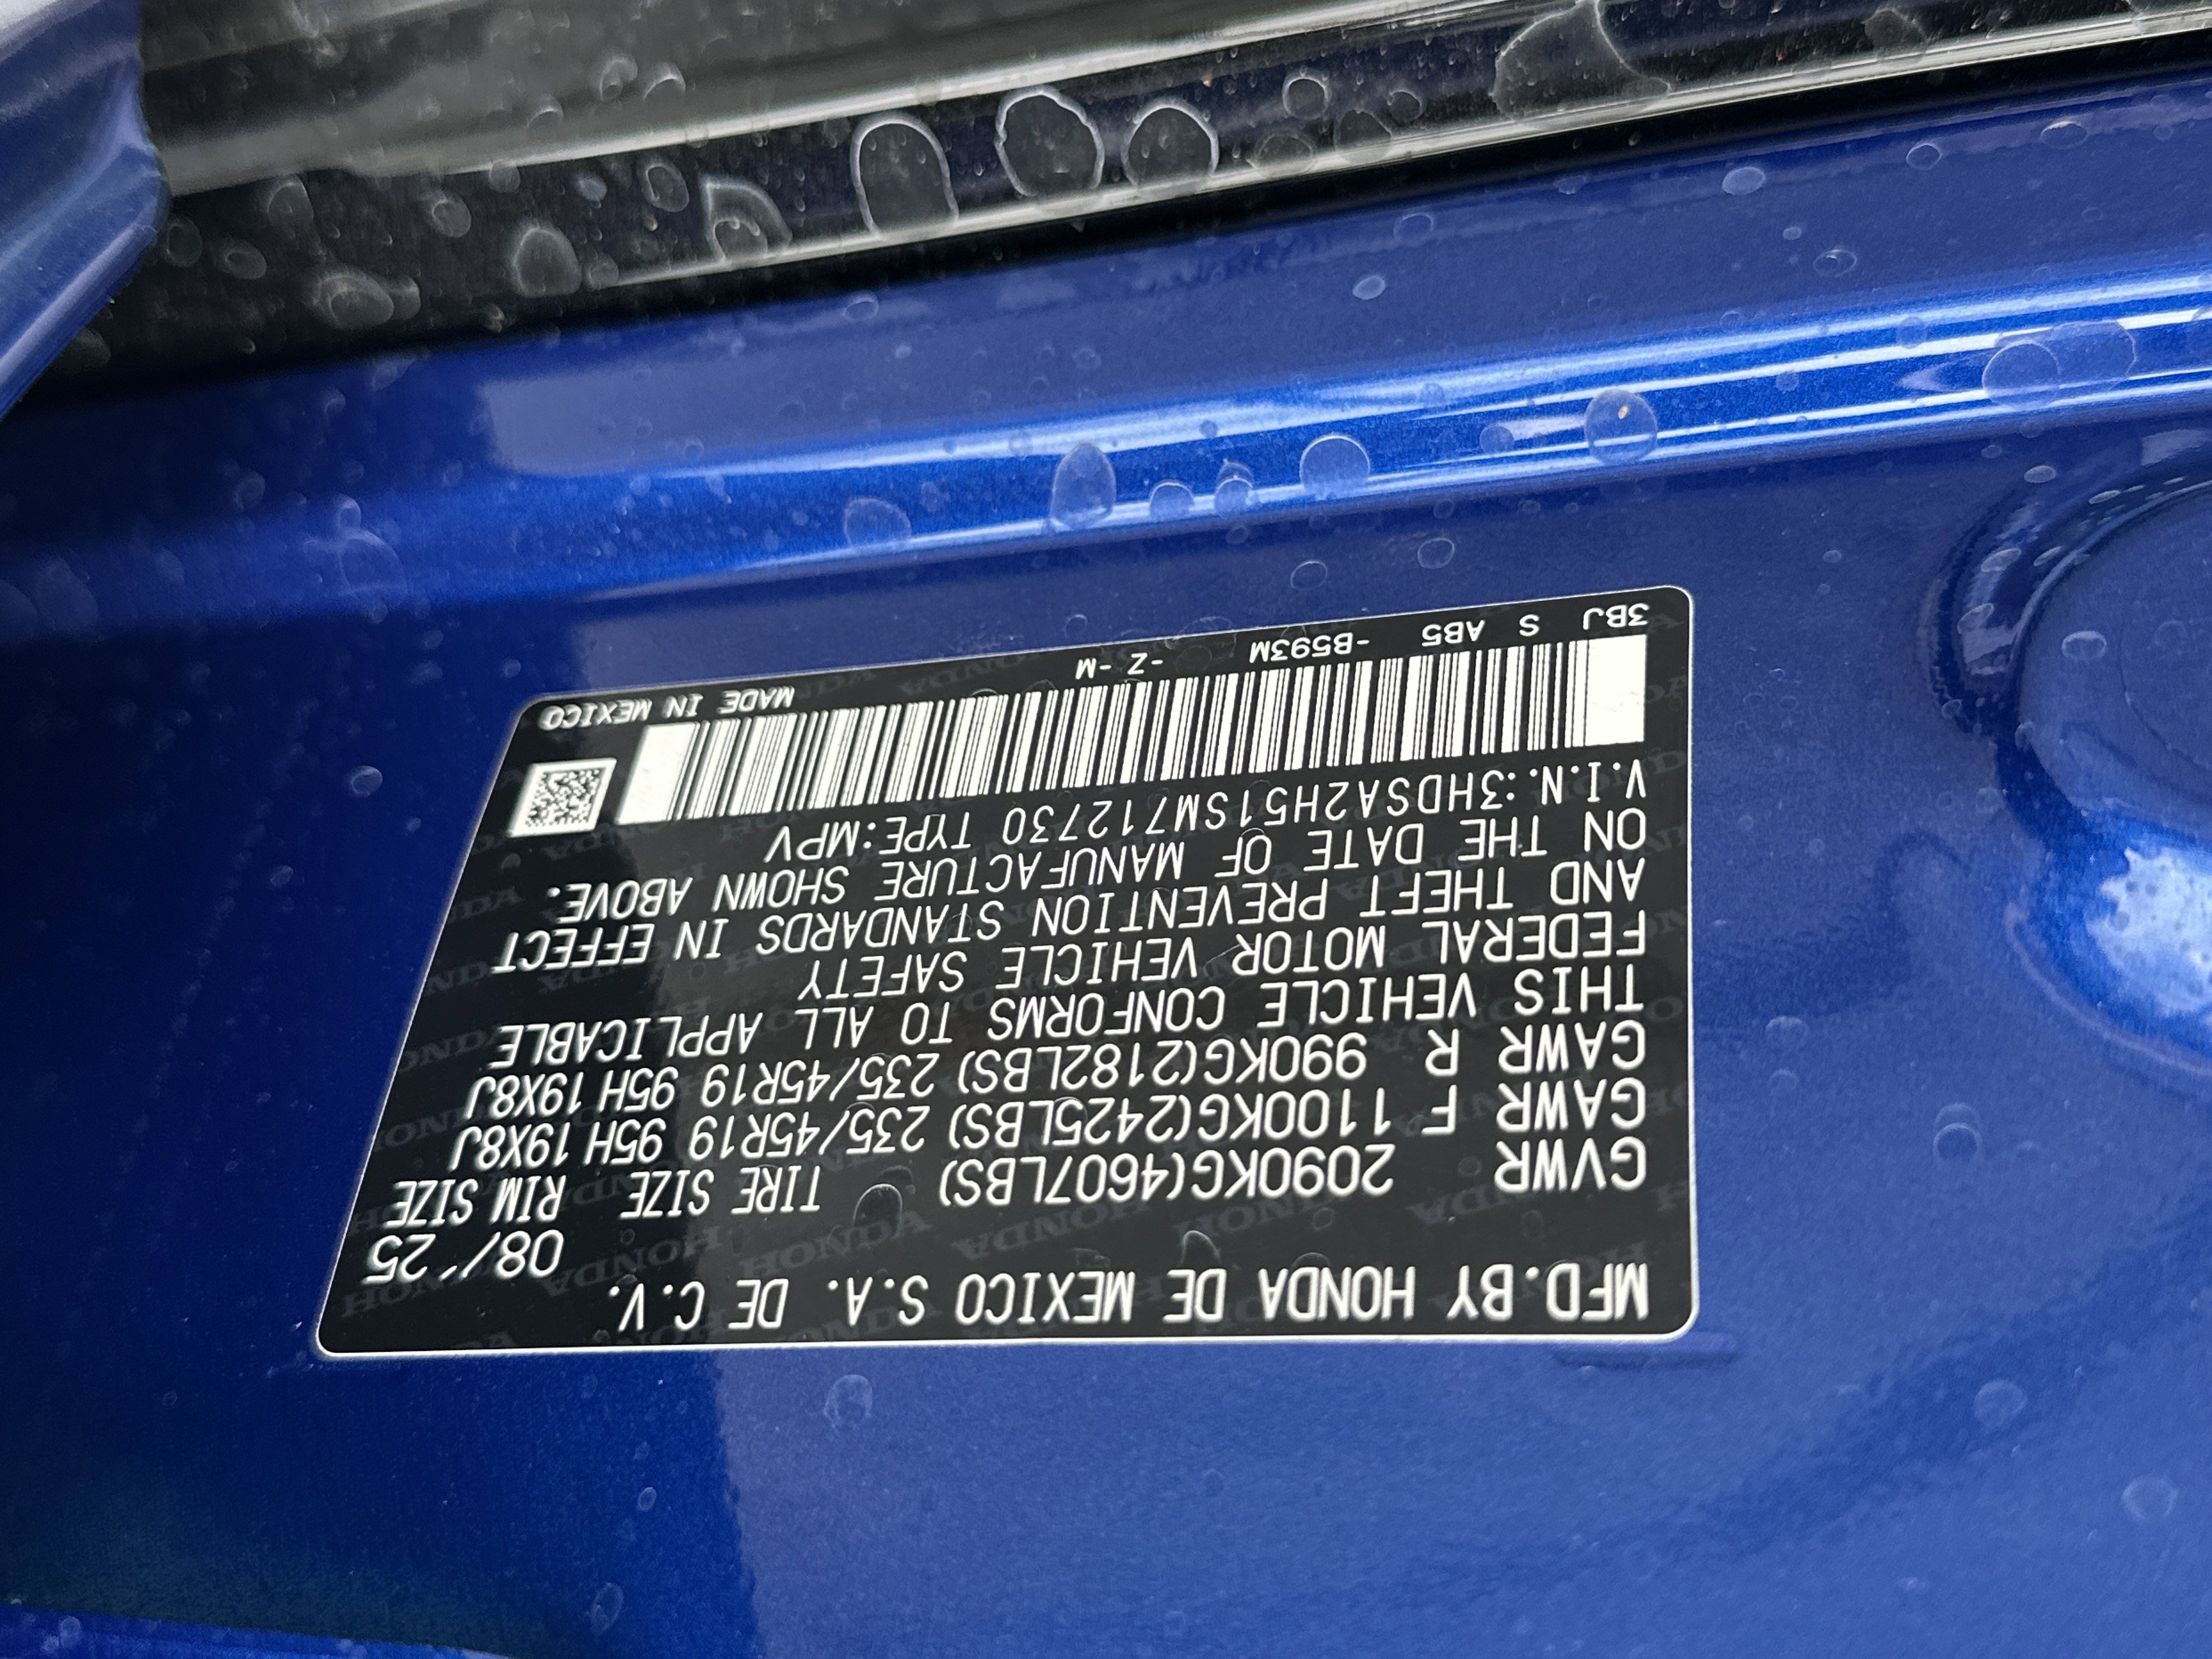 MFD.BY HONDA DE MEXICO S.A. DE C.V.
08/'25
GVWR 2090KG(4607LBS) TIRE SIZE RIM SIZE
GAWR F 1100KG(2425LBS) 235/45R19 95H 19X8J
GAWR R 990KG(2182LBS) 235/45R19 95H 19X8J
THIS VEHICLE CONFORMS TO ALL APPLICABLE
FEDERAL MOTOR VEHICLE SAFETY
AND THEFT PREVENTION STANDARDS IN EFFECT
ON THE DATE OF MANUFACTURE SHOWN ABOVE.
V.I.N.:3HDSA2H51SM712730 TYPE:MPV
3BJ S AB5 -B593M -Z -M MADE IN MEXICO